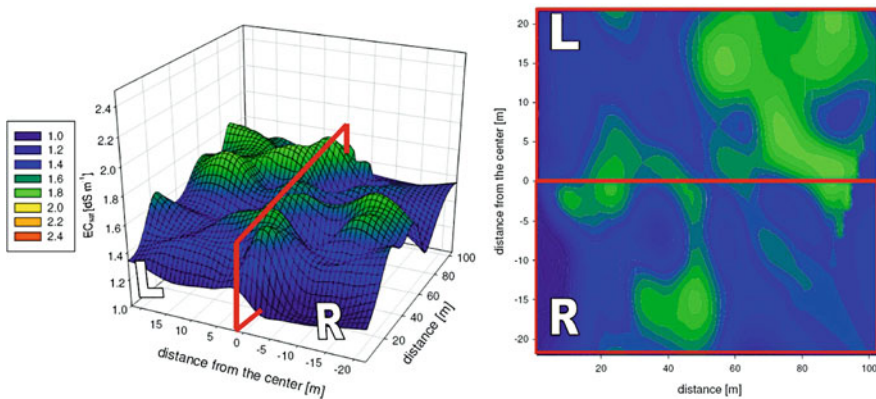 1.0
1.2
1.4
1.6
1.8
2.0
2.2
2.4
2.4
2.2
2.0
1.8
1.6
1.4
1.2
1.0
EC [dS m⁻¹]
15 10 5 0 -5 -10 -15 -20
distance from the center [m]
20 40 60 80 100
distance [m]
L
R
20
15
10
5
0
-5
-10
-15
-20
distance from the center [m]
L
R
20 40 60 80 100
distance [m]